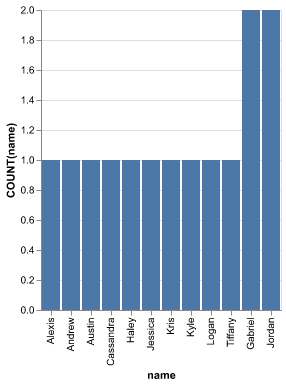 2.0
1.8
1.6
1.4
1.2
1.0
0.8
0.6
0.4
0.2
0.0
COUNT(name)
Alexis
Andrew
Austin
Cassandra
Haley
Jessica
Kris
Kyle
Logan
Tiffany
Gabriel
Jordan
name